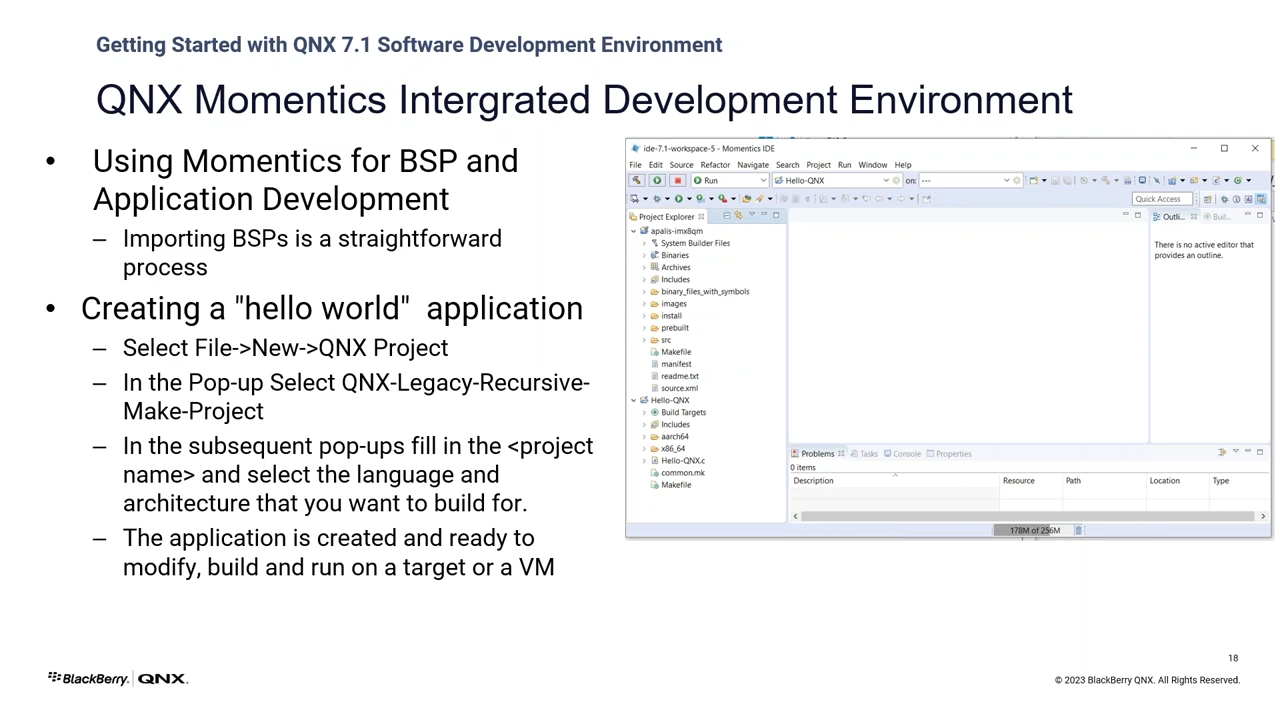 Getting Started with QNX 7.1 Software Development Environment
QNX Momentics Intergrated Development Environment
• Using Momentics for BSP and
Application Development
– Importing BSPs is a straightforward
process
• Creating a "hello world" application
– Select File->New->QNX Project
– In the Pop-up Select QNX-Legacy-Recursive-
Make-Project
– In the subsequent pop-ups fill in the <project
name> and select the language and
architecture that you want to build for.
– The application is created and ready to
modify, build and run on a target or a VM
ide-7.1-workspace-5 - Momentics IDE
File Edit Source Refactor Navigate Search Project Run Window Help
Run Hello-QNX on: ---
Quick Access
Project Explorer
apalis-imx8qm
System Builder Files
Binaries
Archives
Includes
binary_files_with_symbols
images
install
prebuilt
src
Makefile
manifest
readme.txt
source.xml
Hello-QNX
Build Targets
Includes
aarch64
x86_64
Hello-QNX.c
common.mk
Makefile
Outli... Buil...
There is no active editor that
provides an outline.
Problems Tasks Console Properties
0 items
Description Resource Path Location Type
178M of 256M
18
BlackBerry. QNX.
© 2023 BlackBerry QNX. All Rights Reserved.